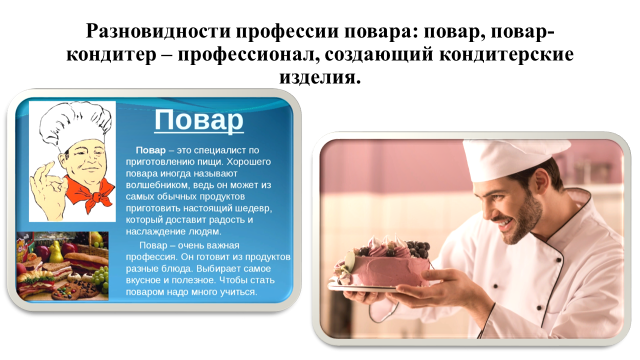 Разновидности профессии повара: повар, повар-
кондитер – профессионал, создающий кондитерские
изделия.
Повар
Повар – это специалист по
приготовлению пищи. Хорошего
повара иногда называют
волшебником, ведь он может из
самых обычных продуктов
приготовить настоящий шедевр,
который доставит радость и
наслаждение людям.
Повар – очень важная
профессия. Он готовит из продуктов
разные блюда. Выбирает самое
вкусное и полезное. Чтобы стать
поваром надо много учиться.